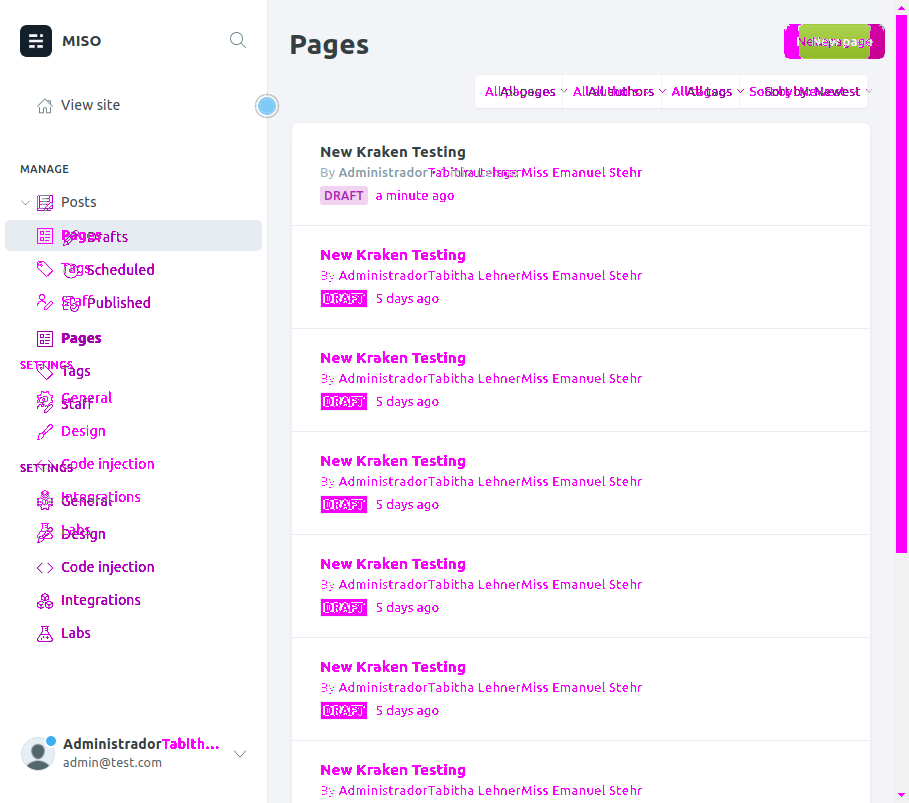 MISO
View site
MANAGE
Posts
Drafts
Scheduled
Published
Pages
Tags
Staff
SETTINGS
General
Design
Code injection
Integrations
Labs
Pages
Tags
Staff
SETTINGS
General
Design
Code injection
Integrations
Labs
AdministradorTabith...
admin@test.com
Pages
New page
All pages
All authors
All tags
Sort by: Newest
New Kraken Testing
By AdministradorTabitha LehnerMiss Emanuel Stehr
DRAFT a minute ago
New Kraken Testing
By AdministradorTabitha LehnerMiss Emanuel Stehr
DRAFT 5 days ago
New Kraken Testing
By AdministradorTabitha LehnerMiss Emanuel Stehr
DRAFT 5 days ago
New Kraken Testing
By AdministradorTabitha LehnerMiss Emanuel Stehr
DRAFT 5 days ago
New Kraken Testing
By AdministradorTabitha LehnerMiss Emanuel Stehr
DRAFT 5 days ago
New Kraken Testing
By AdministradorTabitha LehnerMiss Emanuel Stehr
DRAFT 5 days ago
New Kraken Testing
By AdministradorTabitha LehnerMiss Emanuel Stehr